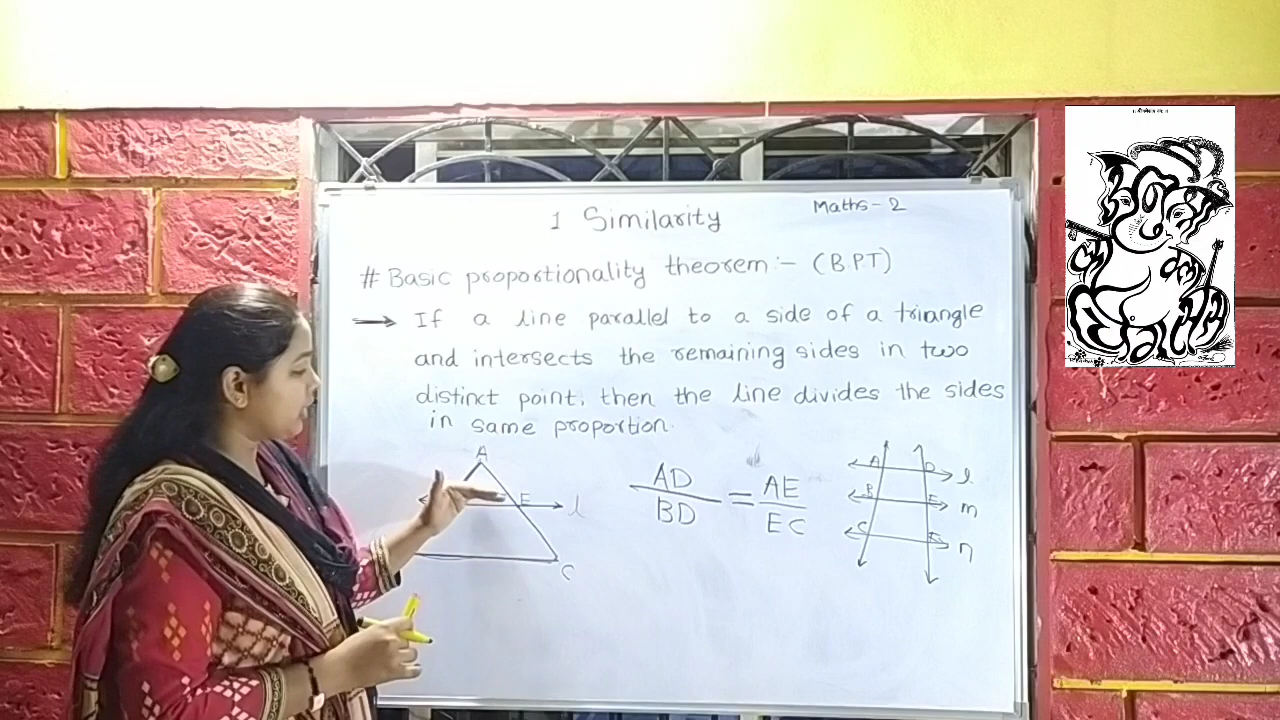 1 Similarity
Maths - 2
# Basic proportionality theorem :- (B.P.T)
→ If a line parallel to a side of a triangle
and intersects the remaining sides in two
distinct point, then the line divides the sides
in same proportion.
A
E
l
C
AD
BD
=
AE
EC
A D l
B E m
C F n